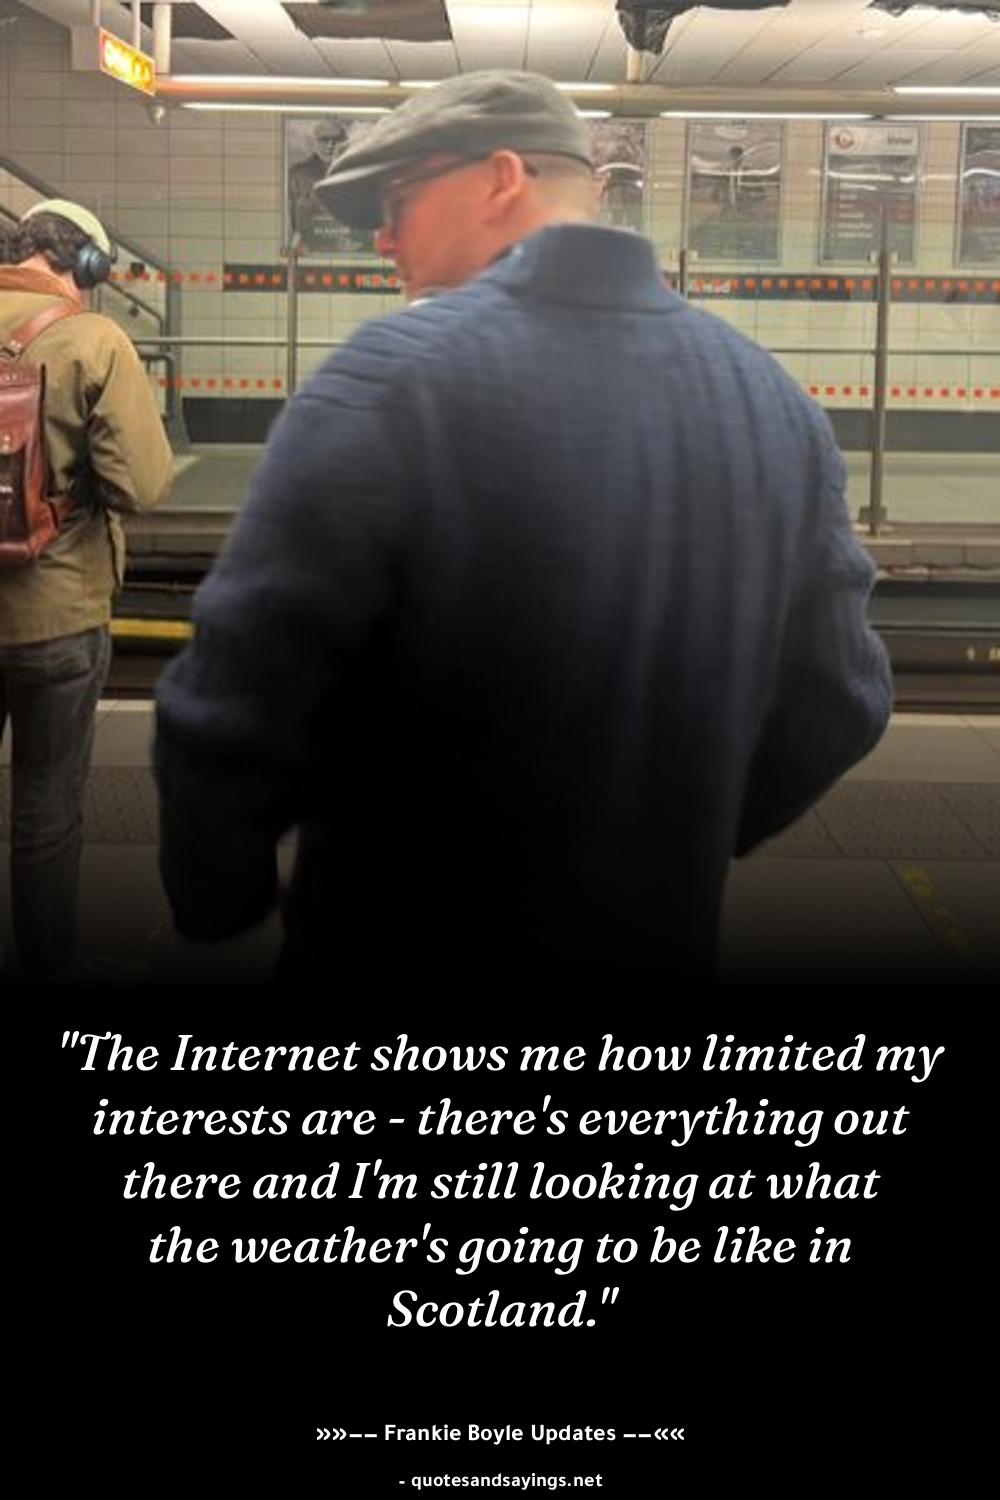 "The Internet shows me how limited my
interests are - there's everything out
there and I'm still looking at what
the weather's going to be like in
Scotland."
»»–– Frankie Boyle Updates ––««
- quotesandsayings.net